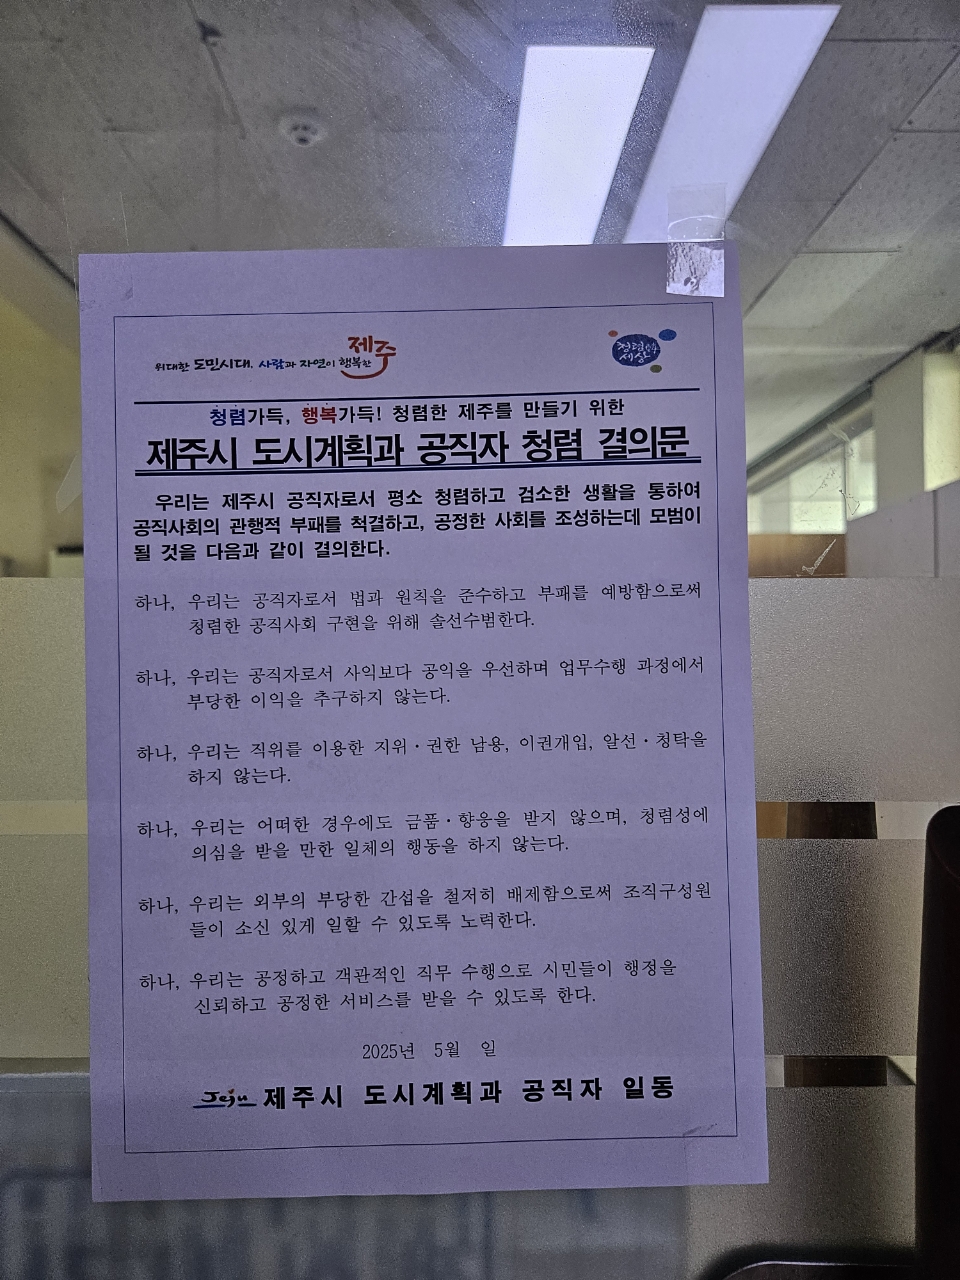 위대한 도민시대, 사람과 자연이 행복한 제주
청렴해
세상
청렴가득, 행복가득! 청렴한 제주를 만들기 위한
제주시 도시계획과 공직자 청렴 결의문
우리는 제주시 공직자로서 평소 청렴하고 검소한 생활을 통하여
공직사회의 관행적 부패를 척결하고, 공정한 사회를 조성하는데 모범이
될 것을 다음과 같이 결의한다.
하나, 우리는 공직자로서 법과 원칙을 준수하고 부패를 예방함으로써
청렴한 공직사회 구현을 위해 솔선수범한다.
하나, 우리는 공직자로서 사익보다 공익을 우선하며 업무수행 과정에서
부당한 이익을 추구하지 않는다.
하나, 우리는 직위를 이용한 지위·권한 남용, 이권개입, 알선·청탁을
하지 않는다.
하나, 우리는 어떠한 경우에도 금품·향응을 받지 않으며, 청렴성에
의심을 받을 만한 일체의 행동을 하지 않는다.
하나, 우리는 외부의 부당한 간섭을 철저히 배제함으로써 조직구성원
들이 소신 있게 일할 수 있도록 노력한다.
하나, 우리는 공정하고 객관적인 직무 수행으로 시민들이 행정을
신뢰하고 공정한 서비스를 받을 수 있도록 한다.
2025년 5월 일
Jeju 제주시 도시계획과 공직자 일동